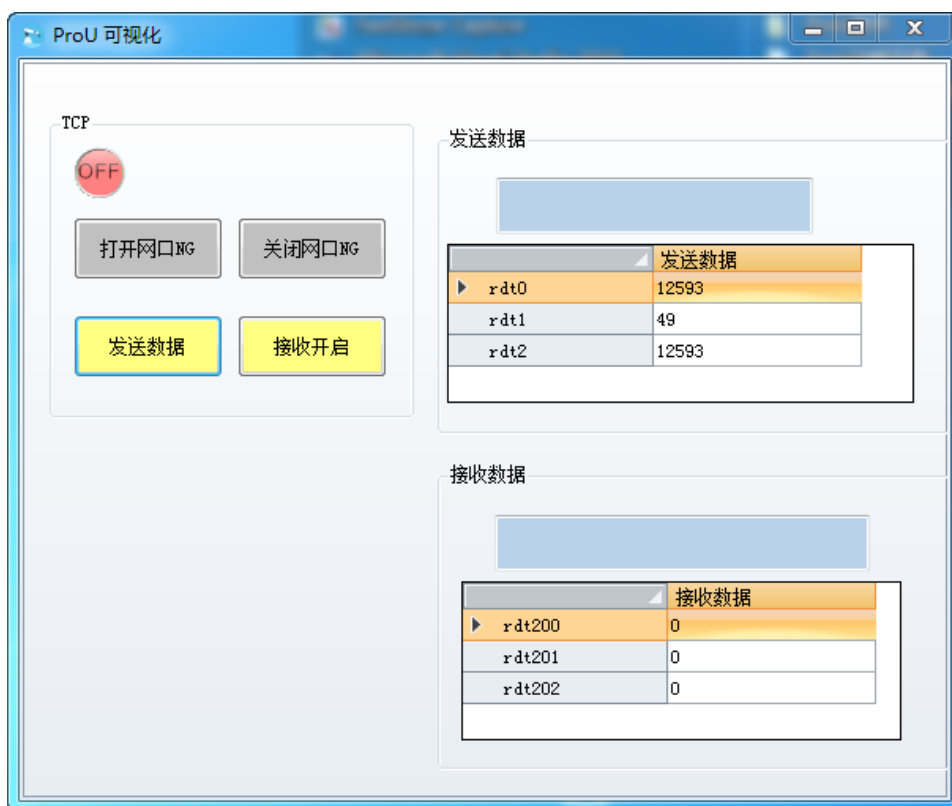 ProU 可视化
TCP
OFF
打开网口NG 关闭网口NG
发送数据 接收开启
发送数据
发送数据
rdt0 12593
rdt1 49
rdt2 12593
接收数据
接收数据
rdt200 0
rdt201 0
rdt202 0